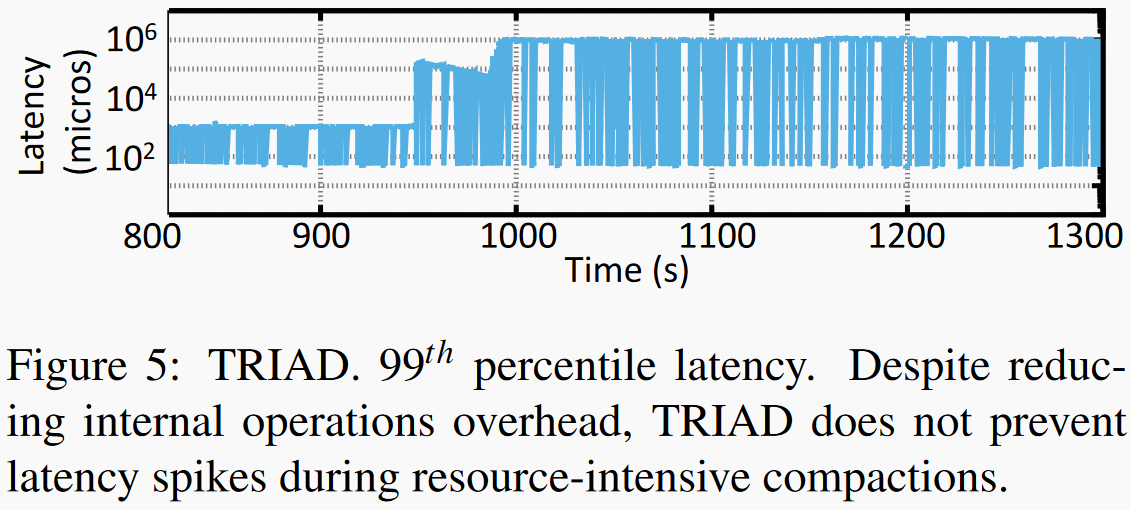 Latency
(micros)
10⁶
10⁴
10²
800 900 1000 1100 1200 1300
Time (s)
Figure 5: TRIAD. 99ᵗʰ percentile latency. Despite reduc-
ing internal operations overhead, TRIAD does not prevent
latency spikes during resource-intensive compactions.